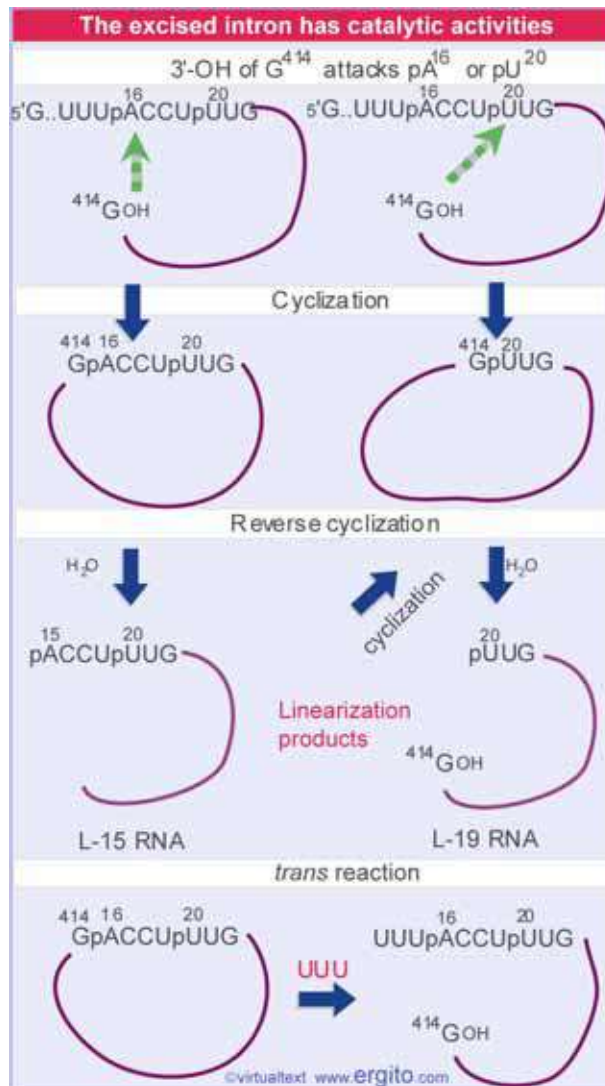 The excised intron has catalytic activities
3'-OH of G414 attacks pA16 or pU20
16 20 16 20
5'G..UUUpACCUpUUG 5'G..UUUpACCUpUUG
414GOH 414GOH
Cyclization
414 16 20 414 20
GpACCUpUUG GpUUG
Reverse cyclization
H2O H2O
cyclization
15 20 20
pACCUpUUG pUUG
Linearization
products
414GOH
L-15 RNA L-19 RNA
trans reaction
414 16 20 16 20
GpACCUpUUG UUUpACCUpUUG
UUU
414GOH
©virtualtext www.ergito.com